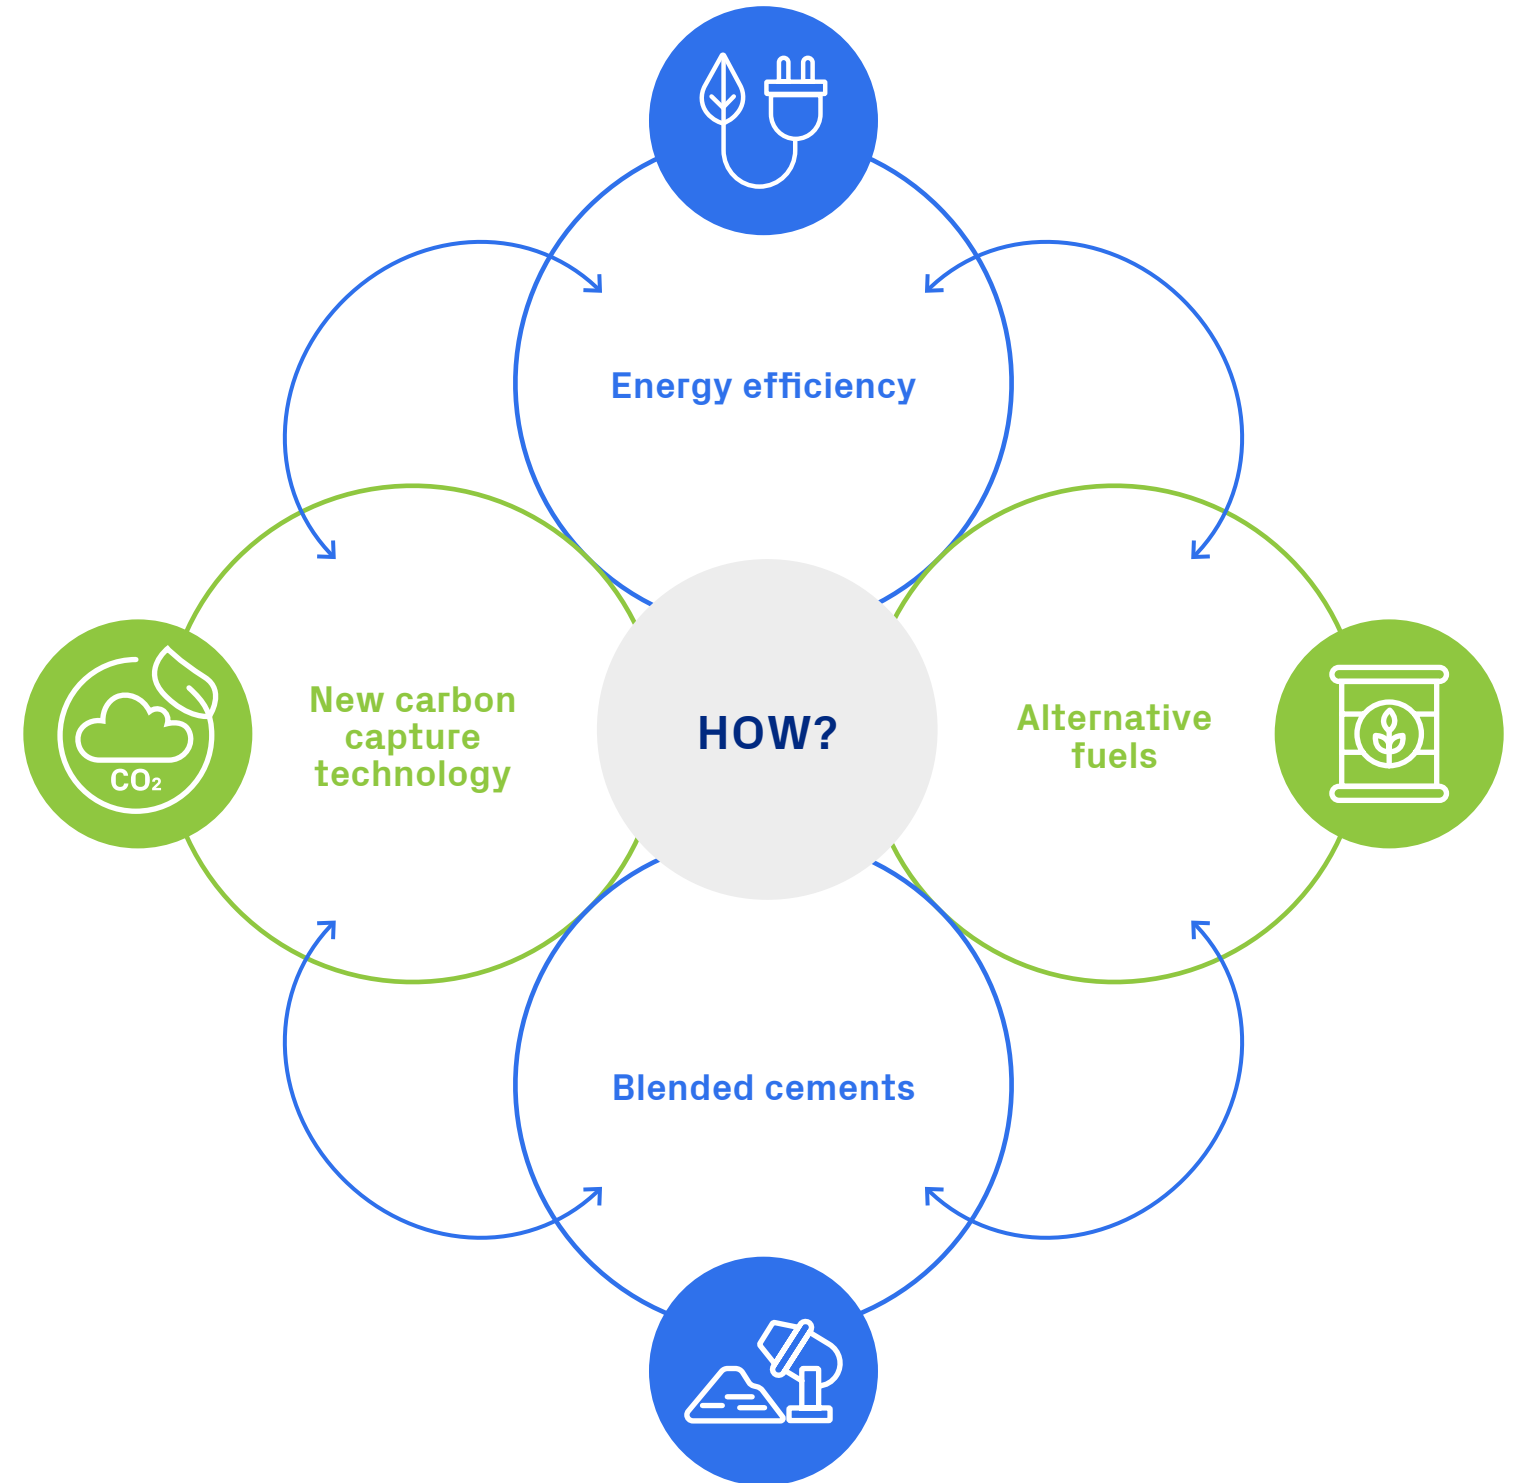 Energy efficiency
New carbon
capture
technology
CO₂
HOW?
Alternative
fuels
Blended cements